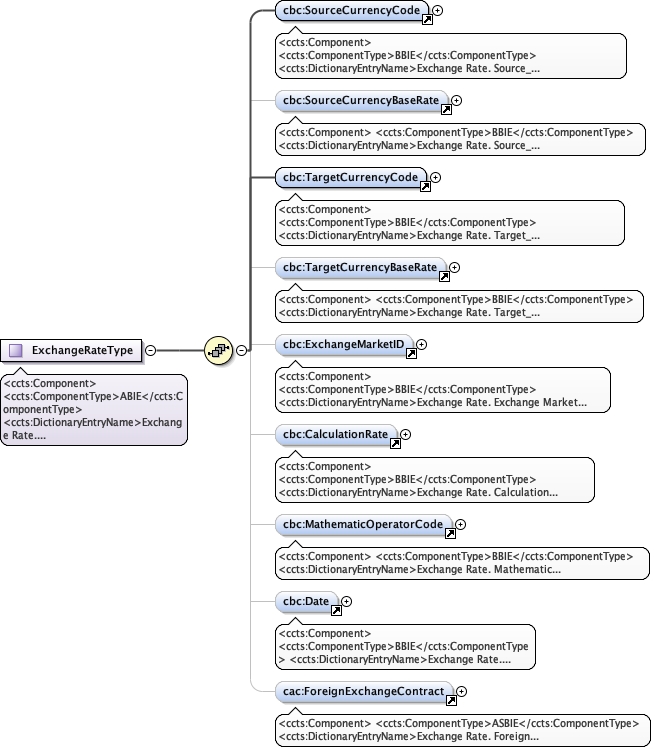 cbc:SourceCurrencyCode
<ccts:Component>
<ccts:ComponentType>BBIE</ccts:ComponentType>
<ccts:DictionaryEntryName>Exchange Rate. Source_...
cbc:SourceCurrencyBaseRate
<ccts:Component> <ccts:ComponentType>BBIE</ccts:ComponentType>
<ccts:DictionaryEntryName>Exchange Rate. Source_...
cbc:TargetCurrencyCode
<ccts:Component>
<ccts:ComponentType>BBIE</ccts:ComponentType>
<ccts:DictionaryEntryName>Exchange Rate. Target_...
cbc:TargetCurrencyBaseRate
<ccts:Component> <ccts:ComponentType>BBIE</ccts:ComponentType>
<ccts:DictionaryEntryName>Exchange Rate. Target_...
ExchangeRateType
<ccts:Component>
<ccts:ComponentType>ABIE</ccts:C
omponentType>
<ccts:DictionaryEntryName>Exchang
e Rate....
cbc:ExchangeMarketID
<ccts:Component>
<ccts:ComponentType>BBIE</ccts:ComponentType>
<ccts:DictionaryEntryName>Exchange Rate. Exchange Market...
cbc:CalculationRate
<ccts:Component>
<ccts:ComponentType>BBIE</ccts:ComponentType>
<ccts:DictionaryEntryName>Exchange Rate. Calculation...
cbc:MathematicOperatorCode
<ccts:Component> <ccts:ComponentType>BBIE</ccts:ComponentType>
<ccts:DictionaryEntryName>Exchange Rate. Mathematic...
cbc:Date
<ccts:Component>
<ccts:ComponentType>BBIE</ccts:ComponentType
> <ccts:DictionaryEntryName>Exchange Rate....
cac:ForeignExchangeContract
<ccts:Component> <ccts:ComponentType>ASBIE</ccts:ComponentType>
<ccts:DictionaryEntryName>Exchange Rate. Foreign...